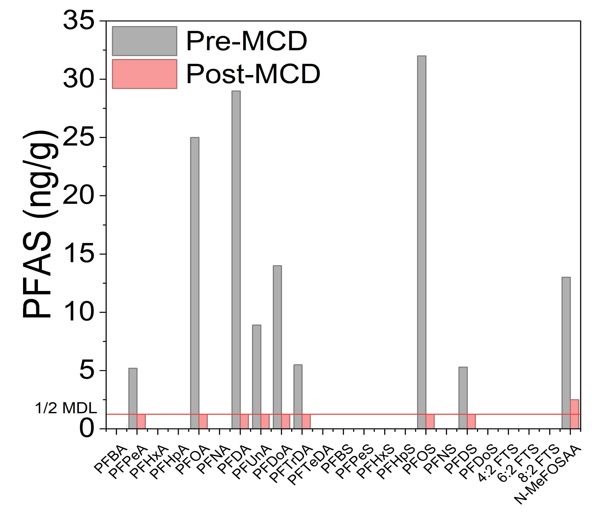 Pre-MCD
Post-MCD
PFAS (ng/g)
35
30
25
20
15
10
5
0
1/2 MDL
PFBA
PFPeA
PFHxA
PFHpA
PFOA
PFNA
PFDA
PFUnA
PFDoA
PFTrDA
PFTeDA
PFBS
PFPeS
PFHxS
PFHpS
PFOS
PFNS
PFDS
PFDoS
4:2 FTS
6:2 FTS
8:2 FTS
N-MeFOSAA